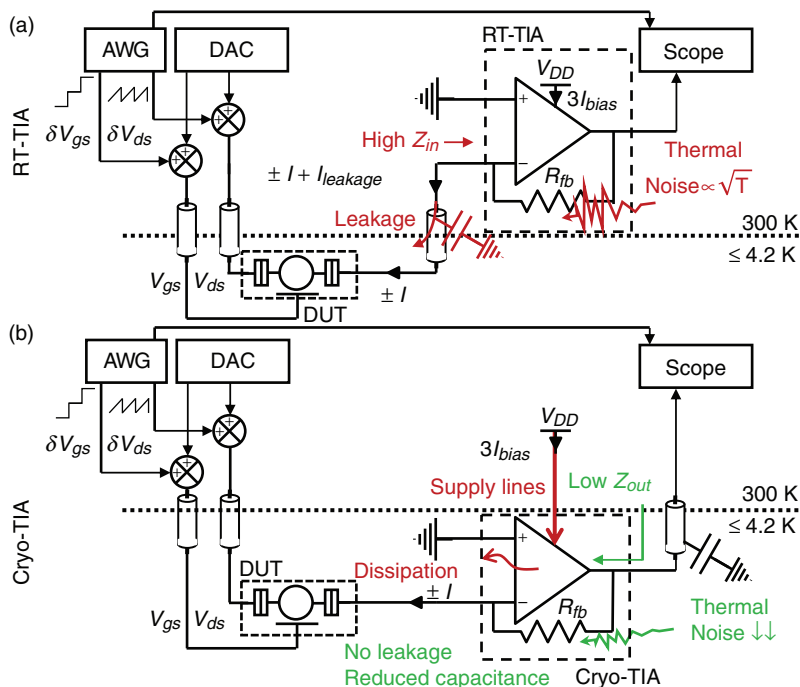 (a)
AWG
DAC
RT-TIA
Scope
V_DD
3I_bias
+
−
δV_gs
δV_ds
High Z_in
R_fb
Thermal
Noise∝√T
± I + I_leakage
Leakage
RT-TIA
300 K
≤ 4.2 K
V_gs
V_ds
DUT
± I
(b)
AWG
DAC
Scope
δV_gs
δV_ds
V_DD
3I_bias
Supply lines
Low Z_out
300 K
≤ 4.2 K
Cryo-TIA
+
−
DUT
Dissipation
± I
V_gs
V_ds
R_fb
Thermal
Noise ↓↓
No leakage
Reduced capacitance
Cryo-TIA